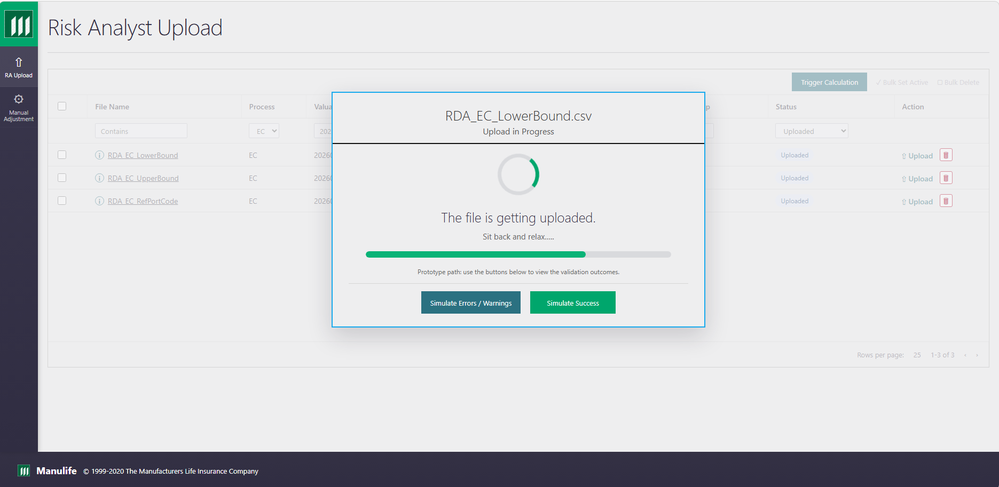 Risk Analyst Upload
RA Upload
Manual
Adjustment
Trigger Calculation ✓ Bulk Set Active Bulk Delete
File Name Process Status Action
Contains EC 202 Uploaded
RDA_EC_LowerBound EC 2026 Uploaded ⇧ Upload
RDA_EC_UpperBound EC 2026 Uploaded ⇧ Upload
RDA_EC_RefPortCode EC 2026 Uploaded ⇧ Upload
RDA_EC_LowerBound.csv
Upload in Progress
The file is getting uploaded.
Sit back and relax.....
Prototype path: use the buttons below to view the validation outcomes.
Simulate Errors / Warnings Simulate Success
Rows per page: 25 1-3 of 3 ‹ ›
Manulife © 1999-2020 The Manufacturers Life Insurance Company